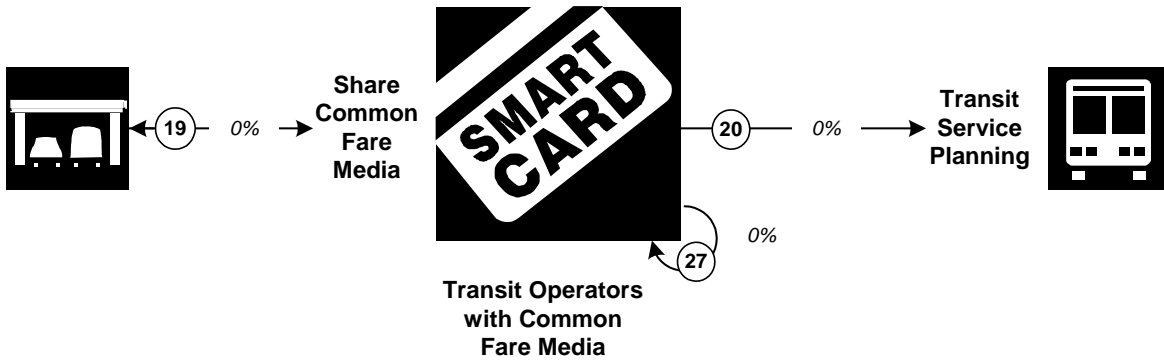 19
0%
Share
Common
Fare
Media
SMART
CARD
20
0%
Transit
Service
Planning
27
0%
Transit Operators
with Common
Fare Media